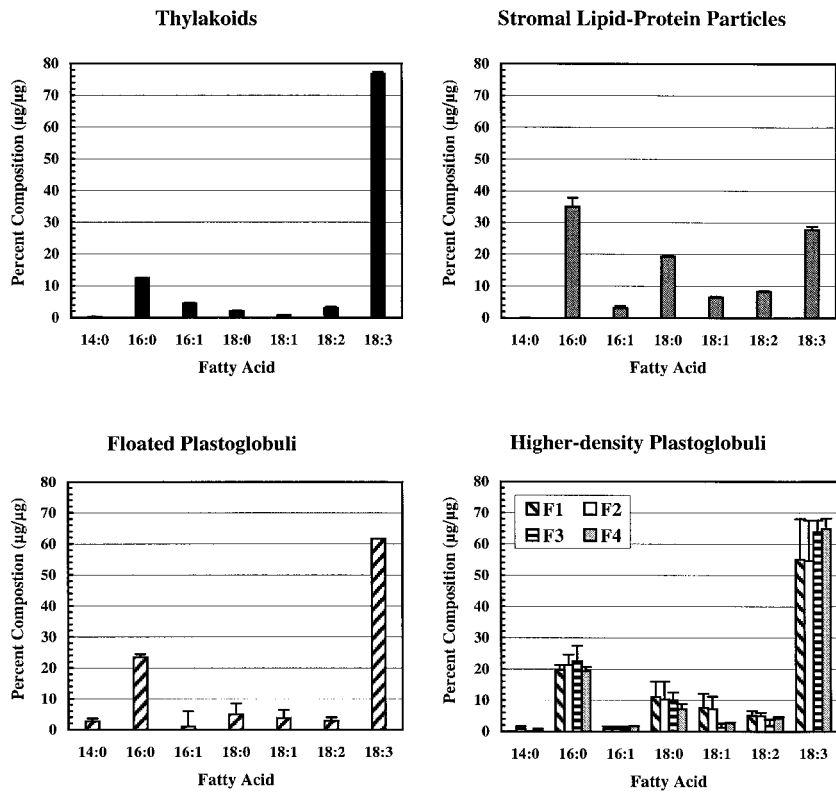 Thylakoids
Percent Composition (µg/µg)
80
70
60
50
40
30
20
10
0
14:0 16:0 16:1 18:0 18:1 18:2 18:3
Fatty Acid
Stromal Lipid-Protein Particles
Percent Composition (µg/µg)
80
70
60
50
40
30
20
10
0
14:0 16:0 16:1 18:0 18:1 18:2 18:3
Fatty Acid
Floated Plastoglobuli
Percent Compostion (µg/µg)
80
70
60
50
40
30
20
10
0
14:0 16:0 16:1 18:0 18:1 18:2 18:3
Fatty Acid
Higher-density Plastoglobuli
Percent Composition (µg/µg)
80
70
60
50
40
30
20
10
0
F1 F2
F3 F4
14:0 16:0 16:1 18:0 18:1 18:2 18:3
Fatty Acid